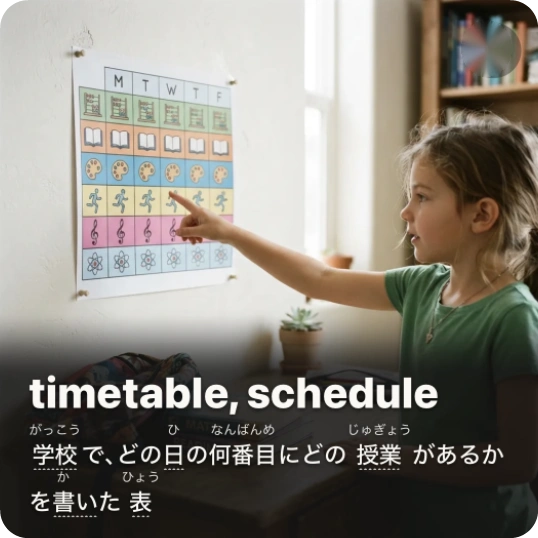 M T W T F
timetable, schedule
がっこう ひ なんばんめ じゅぎょう
学校で、どの日の何番目にどの 授業 があるか
か ひょう
を書いた 表